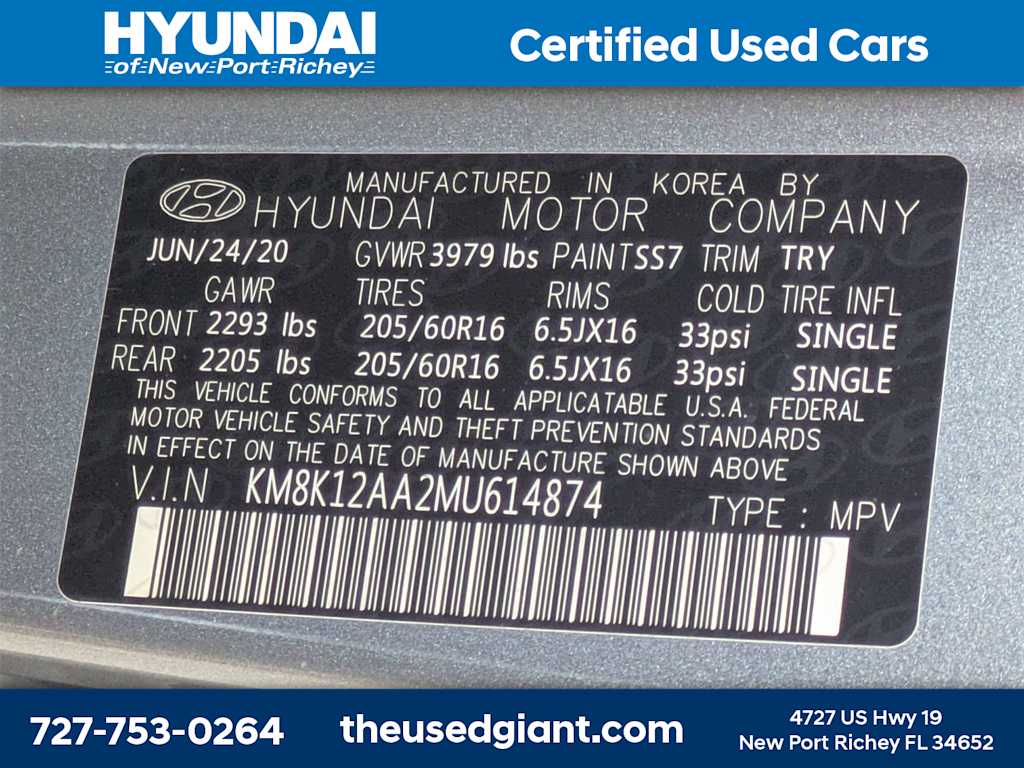 HYUNDAI
of New Port Richey
Certified Used Cars
MANUFACTURED IN KOREA BY
HYUNDAI MOTOR COMPANY
JUN/24/20 GVWR 3979 lbs PAINT SS7 TRIM TRY
GAWR TIRES RIMS COLD TIRE INFL
FRONT 2293 lbs 205/60R16 6.5JX16 33psi SINGLE
REAR 2205 lbs 205/60R16 6.5JX16 33psi SINGLE
THIS VEHICLE CONFORMS TO ALL APPLICATABLE U.S.A. FEDERAL
MOTOR VEHICLE SAFETY AND THEFT PREVENTION STANDARDS
IN EFFECT ON THE DATE OF MANUFACTURE SHOWN ABOVE
V.I.N KM8K12AA2MU614874 TYPE : MPV
727-753-0264
theusedgiant.com
4727 US Hwy 19
New Port Richey FL 34652